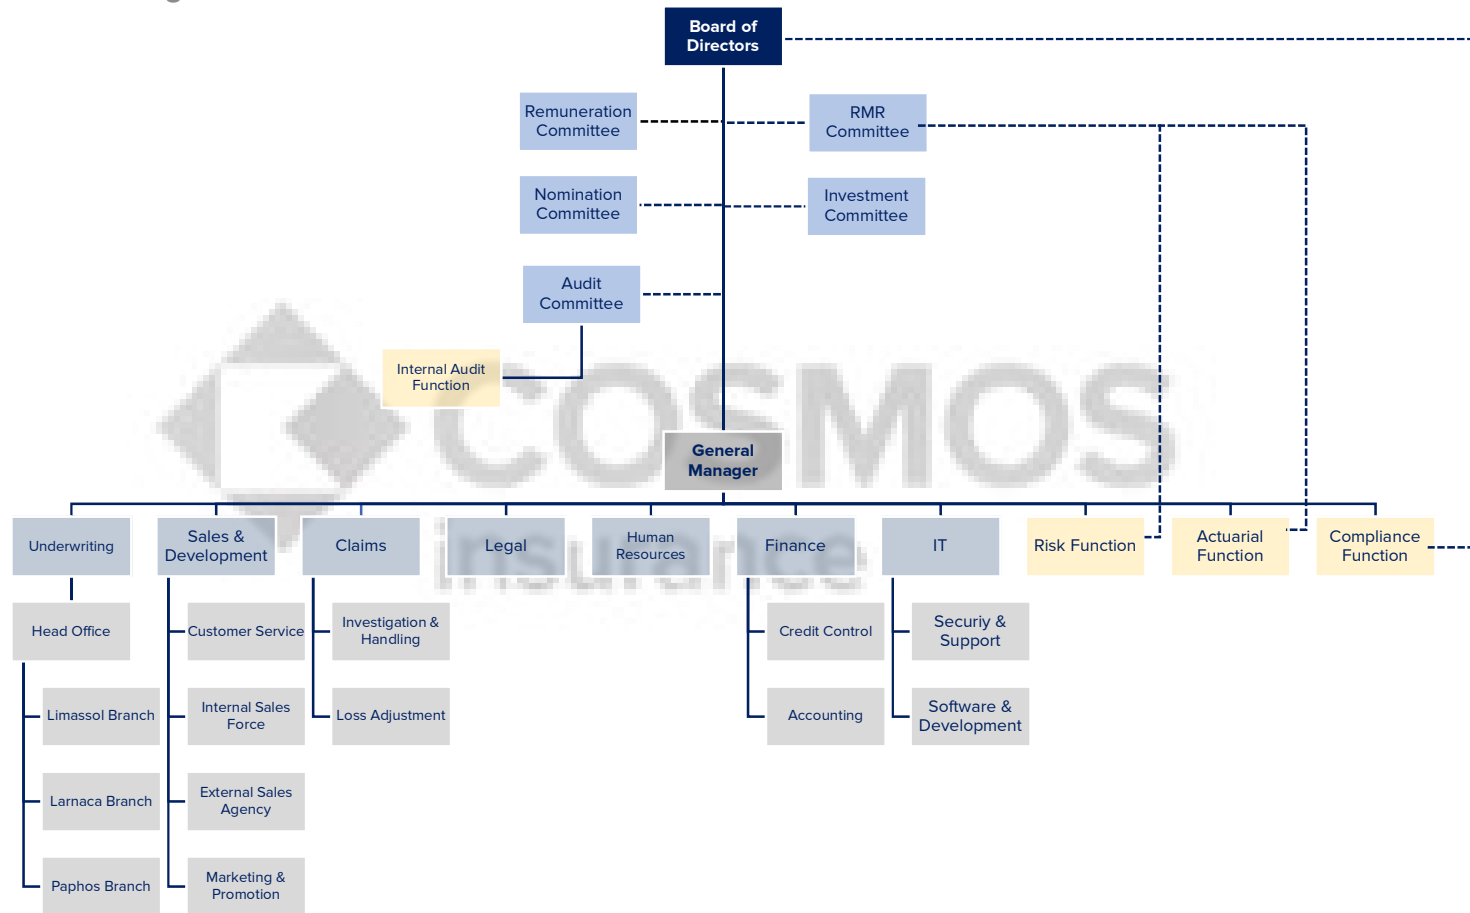 Board of
Directors
Remuneration
Committee
RMR
Committee
Nomination
Committee
Investment
Committee
Audit
Committee
Internal Audit
Function
COSMOS
insurance
General
Manager
Underwriting
Sales &
Development
Claims
Legal
Human
Resources
Finance
IT
Risk Function
Actuarial
Function
Compliance
Function
Head Office
Customer Service
Investigation &
Handling
Credit Control
Securiy &
Support
Limassol Branch
Internal Sales
Force
Loss Adjustment
Accounting
Software &
Development
Larnaca Branch
External Sales
Agency
Paphos Branch
Marketing &
Promotion